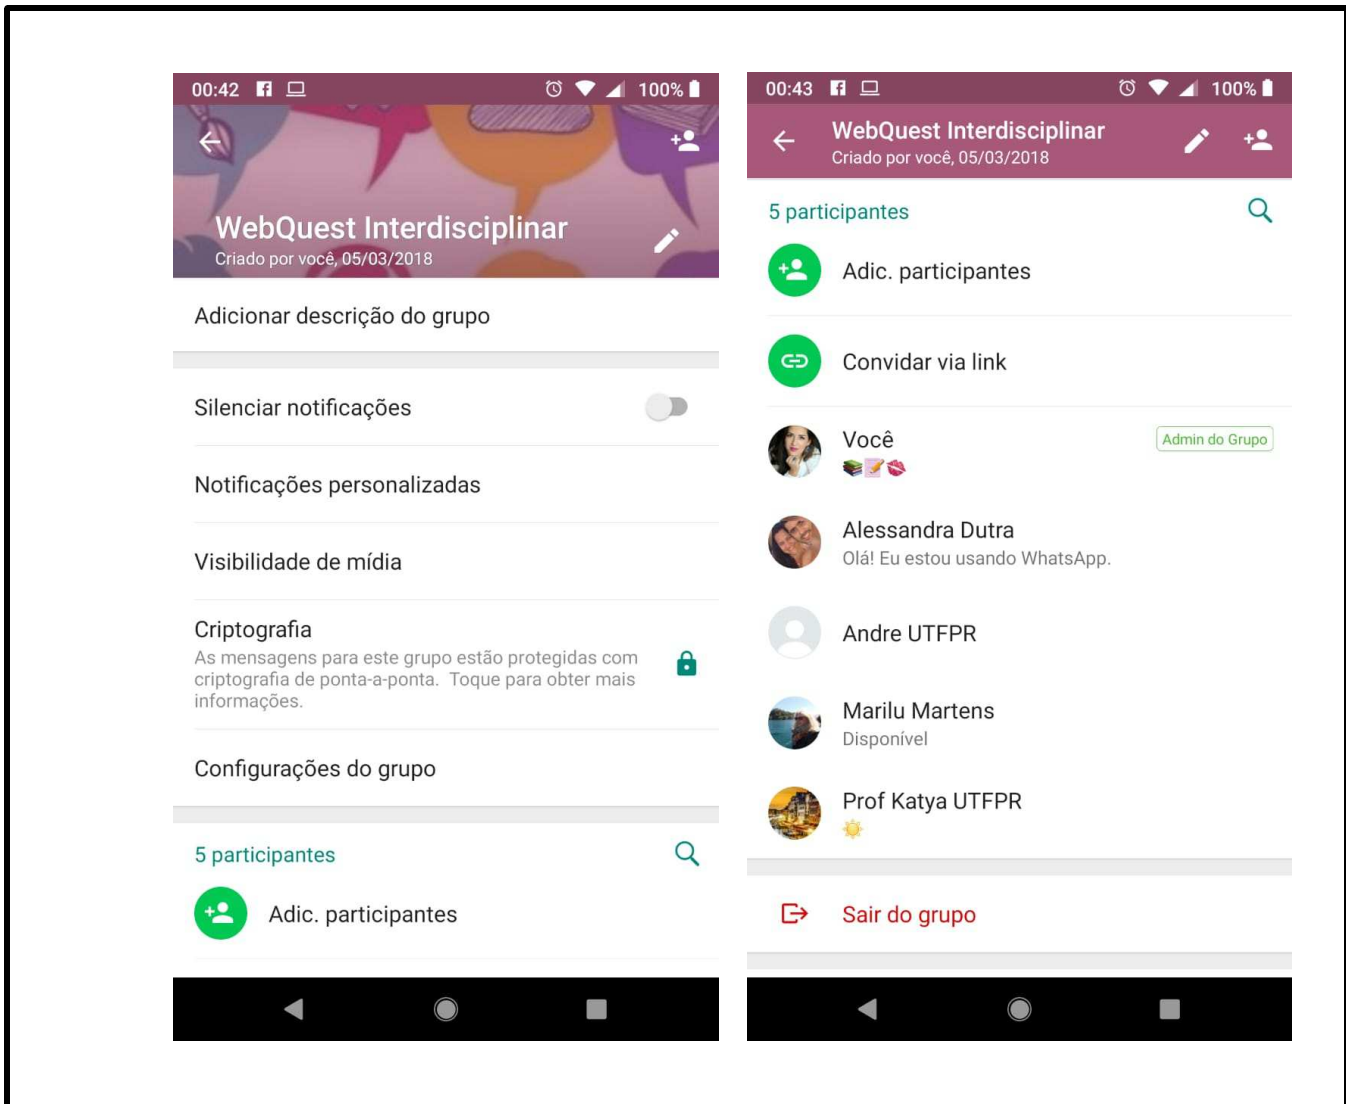 00:42
100%
WebQuest Interdisciplinar
Criado por você, 05/03/2018
Adicionar descrição do grupo
Silenciar notificações
Notificações personalizadas
Visibilidade de mídia
Criptografia
As mensagens para este grupo estão protegidas com
criptografia de ponta-a-ponta. Toque para obter mais
informações.
Configurações do grupo
5 participantes
Adic. participantes
00:43
100%
WebQuest Interdisciplinar
Criado por você, 05/03/2018
5 participantes
Adic. participantes
Convidar via link
Você
Admin do Grupo
Alessandra Dutra
Olá! Eu estou usando WhatsApp.
Andre UTFPR
Marilu Martens
Disponível
Prof Katya UTFPR
Sair do grupo